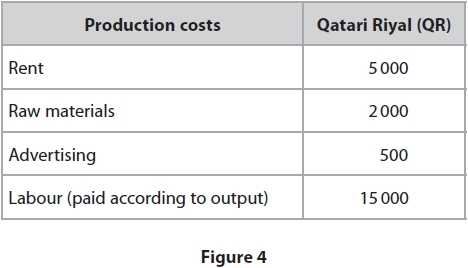 Production costs Qatari Riyal (QR)
Rent 5 000
Raw materials 2 000
Advertising 500
Labour (paid according to output) 15 000
Figure 4